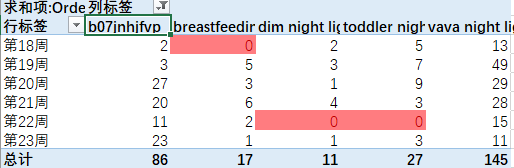 求和项:Orde 列标签
行标签 b07jnhjfvp breastfeedin dim night lig toddler nigh vava night lig
第18周 2 0 2 5 13
第19周 3 5 3 7 49
第20周 27 3 1 9 29
第21周 20 6 4 3 28
第22周 11 2 0 0 15
第23周 23 1 1 3 11
总计 86 17 11 27 145